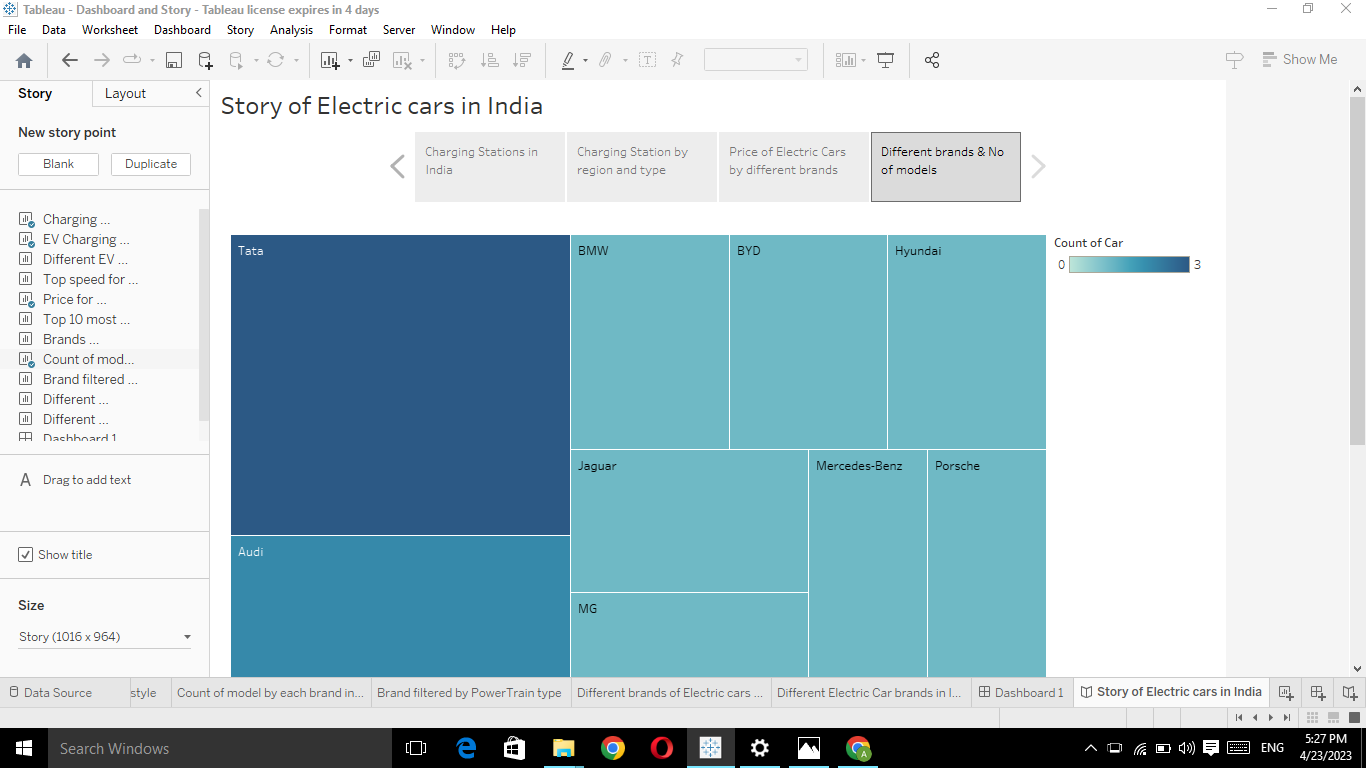 Tableau - Dashboard and Story - Tableau license expires in 4 days
File Data Worksheet Dashboard Story Analysis Format Server Window Help
Show Me
Story Layout
New story point
Blank Duplicate
Charging ...
EV Charging ...
Different EV ...
Top speed for ...
Price for ...
Top 10 most ...
Brands ...
Count of mod...
Brand filtered ...
Different ...
Different ...
Dashboard 1
A Drag to add text
Show title
Size
Story (1016 x 964)
Story of Electric cars in India
Charging Stations in
India
Charging Station by
region and type
Price of Electric Cars
by different brands
Different brands & No
of models
Tata
BMW
BYD
Hyundai
Audi
Jaguar
Mercedes-Benz
Porsche
MG
Count of Car
0 3
Data Source style Count of model by each brand in... Brand filtered by PowerTrain type Different brands of Electric cars ... Different Electric Car brands in I... Dashboard 1 Story of Electric cars in India
Search Windows
ENG
5:27 PM
4/23/2023